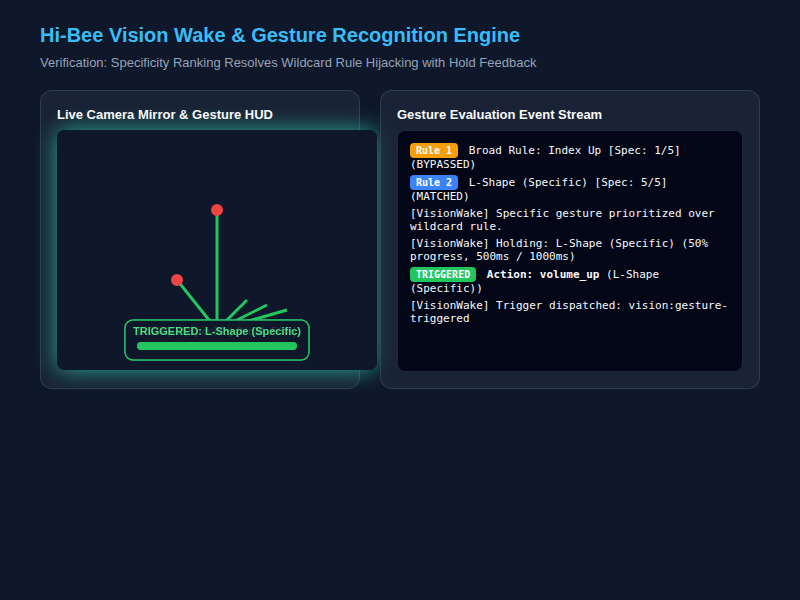 Hi-Bee Vision Wake & Gesture Recognition Engine
Verification: Specificity Ranking Resolves Wildcard Rule Hijacking with Hold Feedback
Live Camera Mirror & Gesture HUD
TRIGGERED: L-Shape (Specific)
Gesture Evaluation Event Stream
Rule 1 Broad Rule: Index Up [Spec: 1/5]
(BYPASSED)
Rule 2 L-Shape (Specific) [Spec: 5/5]
(MATCHED)
[VisionWake] Specific gesture prioritized over
wildcard rule.
[VisionWake] Holding: L-Shape (Specific) (50%
progress, 500ms / 1000ms)
TRIGGERED Action: volume_up (L-Shape
(Specific))
[VisionWake] Trigger dispatched: vision:gesture-
triggered